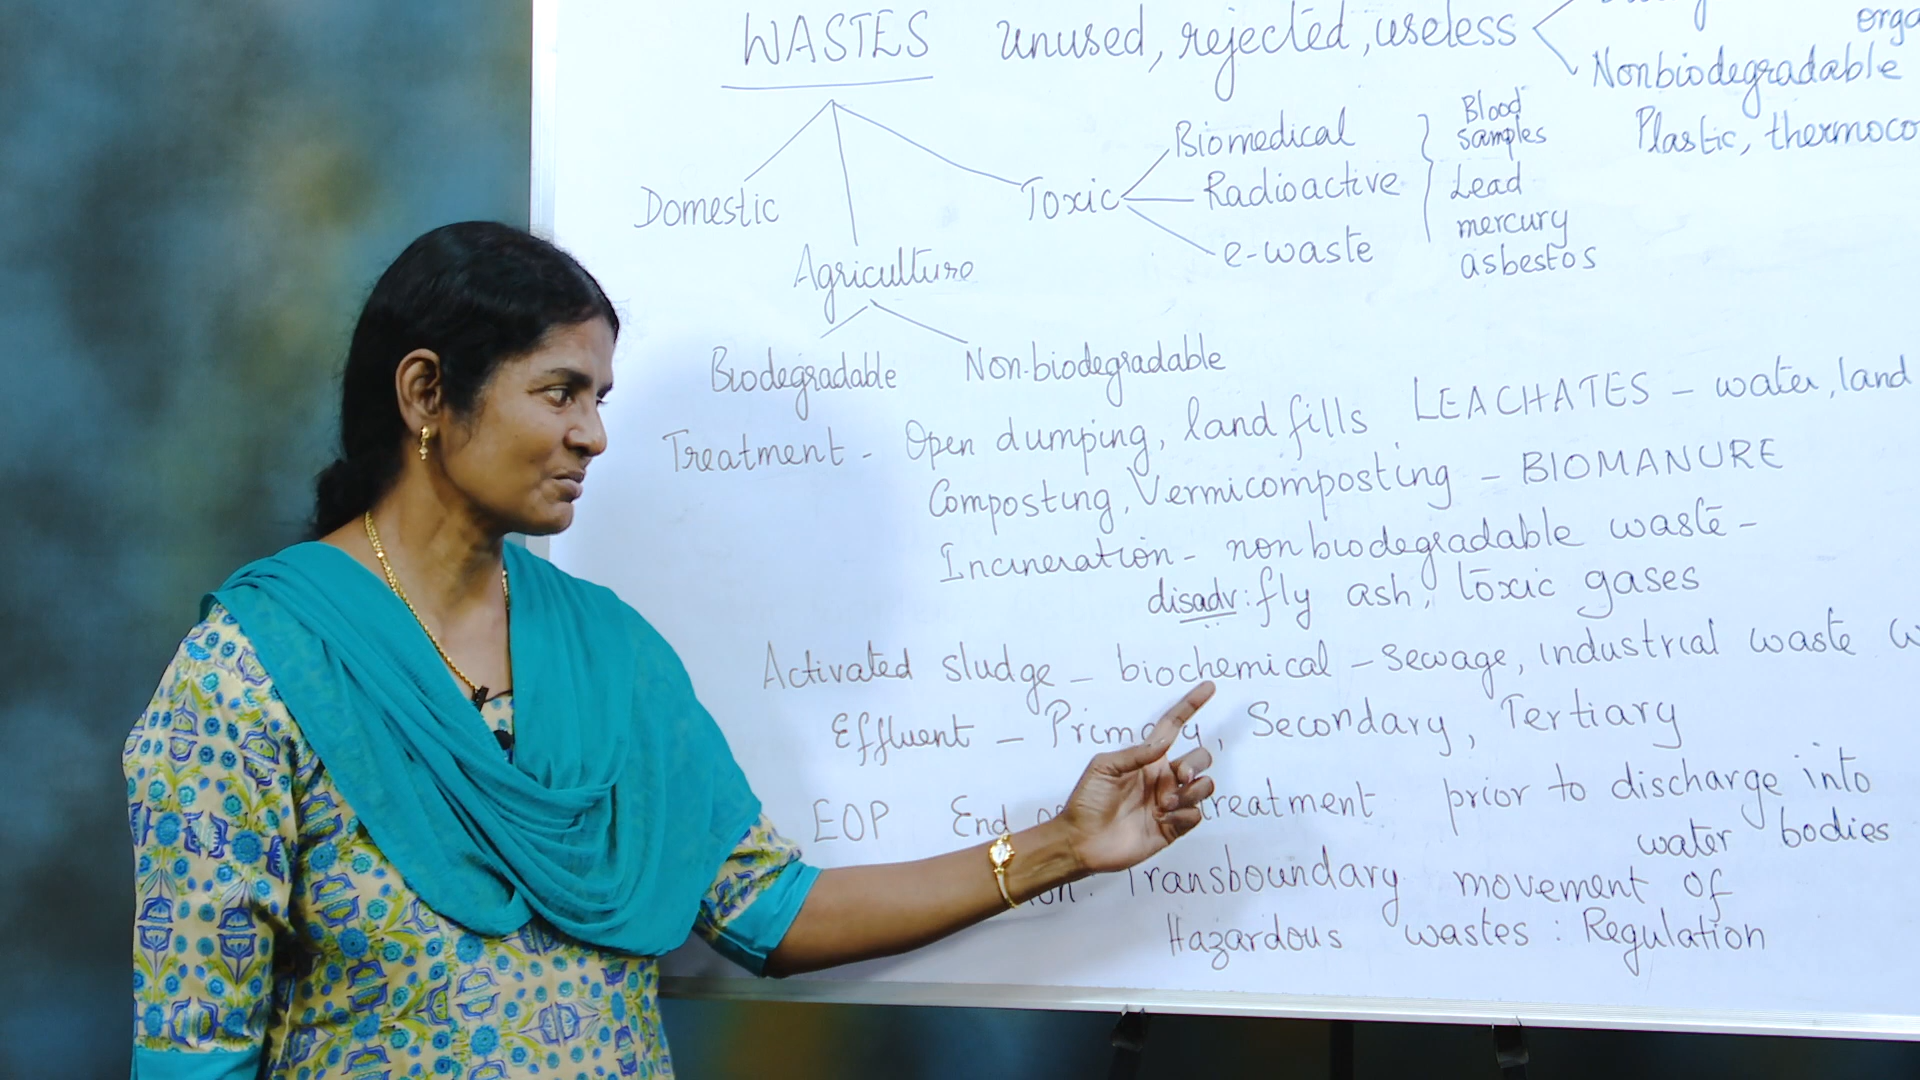 WASTES unused, rejected, useless
Nonbiodegradable
Plastic,
Domestic Agriculture Toxic
Biomedical
Radioactive
e-waste
Blood
samples
Lead
mercury
asbestos
Biodegradable Non-biodegradable
Treatment - Open dumping, land fills LEACHATES - water, land
Composting, Vermicomposting - BIOMANURE
Incineration - nonbiodegradable waste -
disadv: fly ash, toxic gases
Activated sludge - biochemical - Sewage, industrial waste
Effluent - Primary, Secondary, Tertiary
EOP End treatment prior to discharge into
water bodies
Transboundary movement of
Hazardous wastes : Regulation